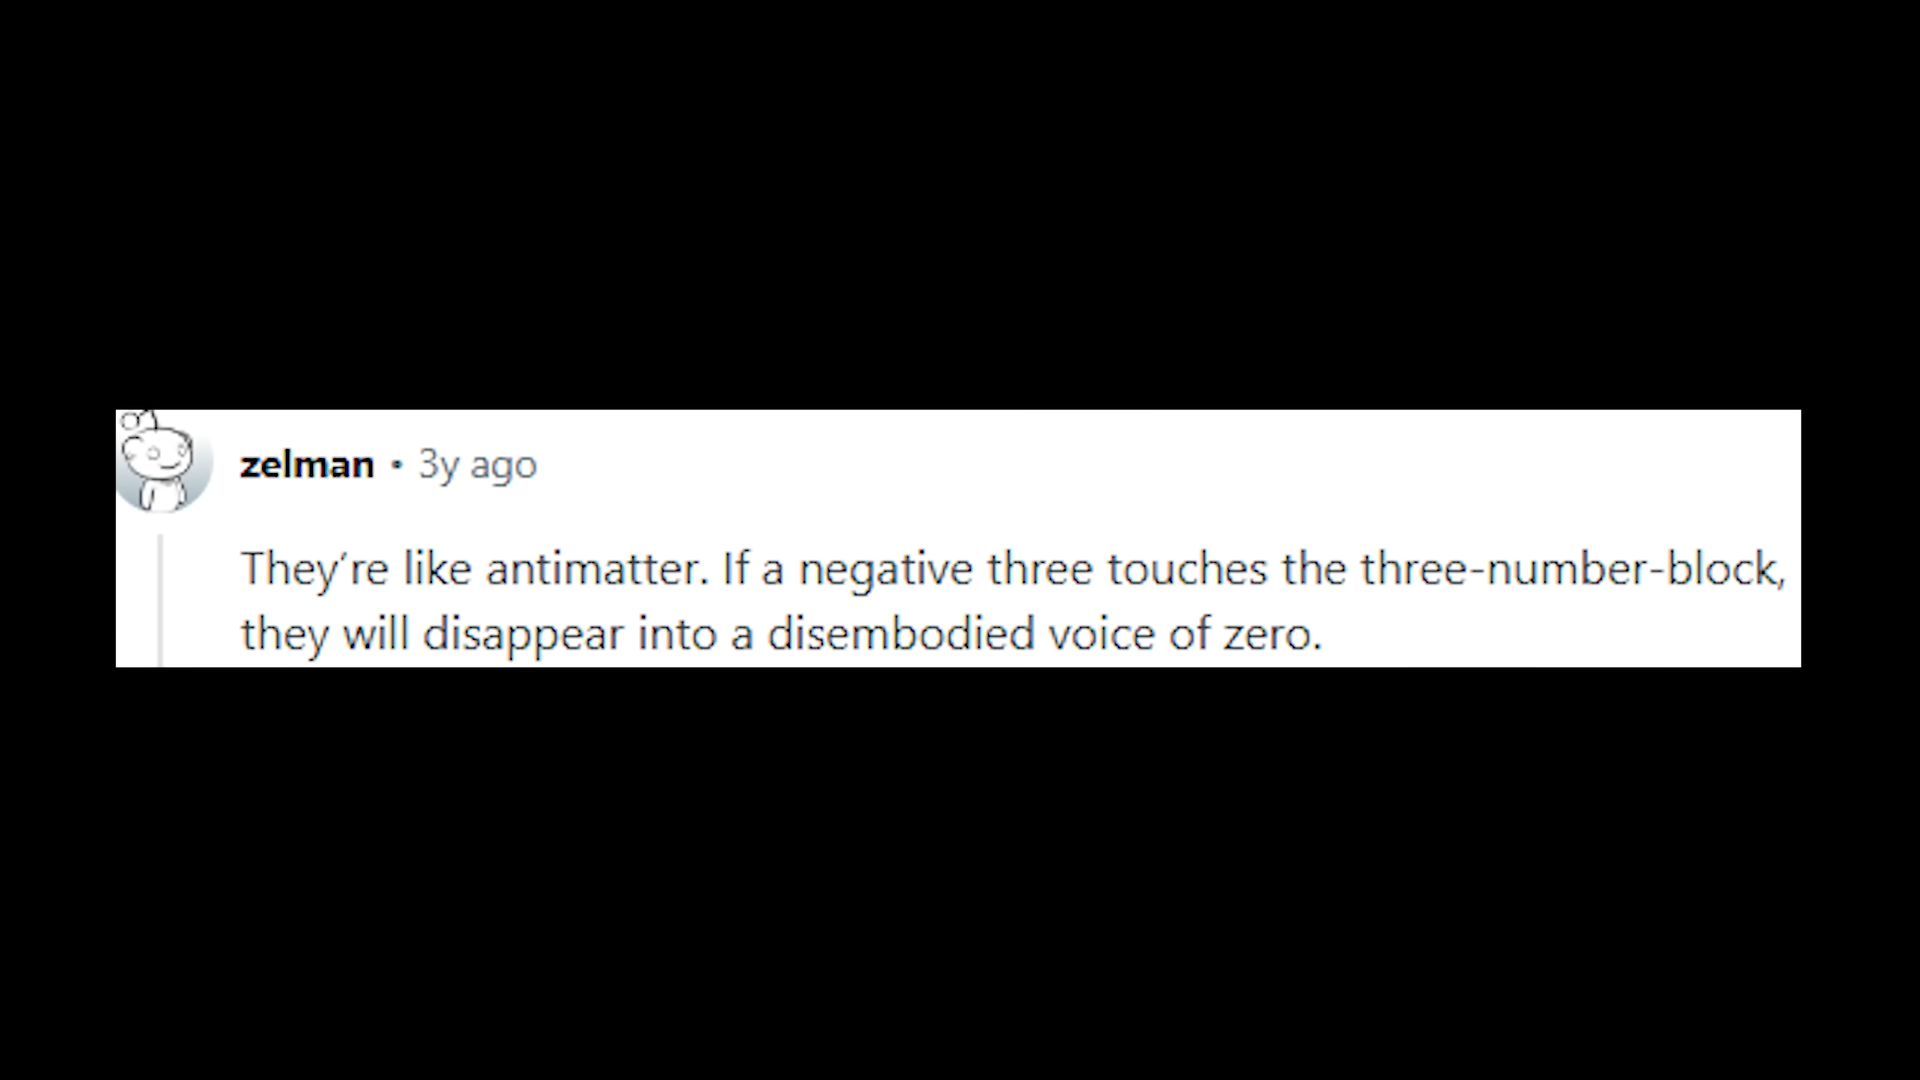 zelman • 3y ago
They’re like antimatter. If a negative three touches the three-number-block,
they will disappear into a disembodied voice of zero.